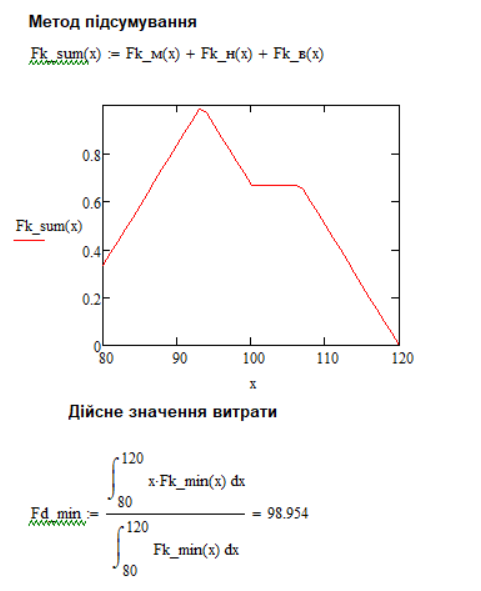 Метод підсумування
Fk_sum(x) := Fk_м(x) + Fk_н(x) + Fk_в(x)
0.8
0.6
Fk_sum(x)
0.4
0.2
0
80 90 100 110 120
x
Дійсне значення витрати
120
x·Fk_min(x) dx
80
Fd_min := = 98.954
120
Fk_min(x) dx
80